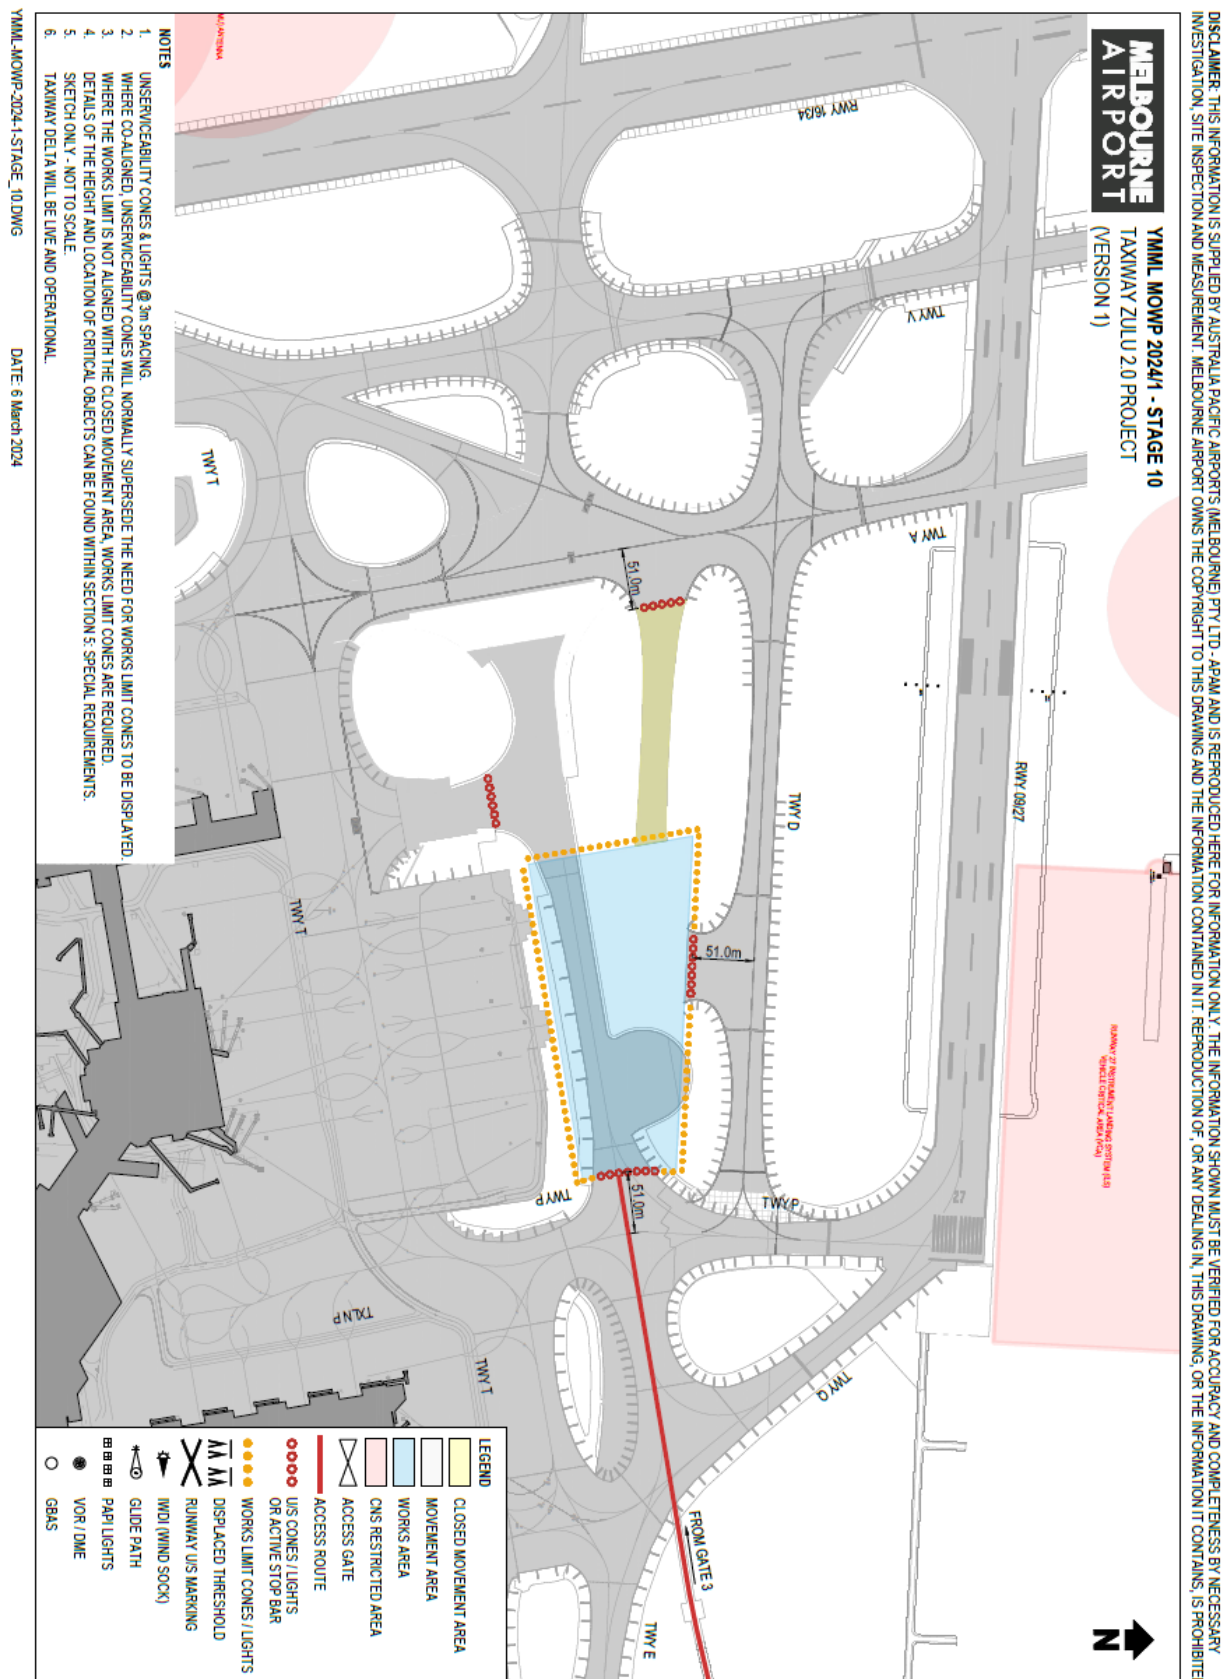 DISCLAIMER: THIS INFORMATION IS SUPPLIED BY AUSTRALIA PACIFIC AIRPORTS (MELBOURNE) PTY LTD - APAM AND IS REPRODUCED HERE FOR INFORMATION ONLY. THE INFORMATION SHOWN MUST BE VERIFIED FOR ACCURACY AND COMPLETENESS BY NECESSARY
INVESTIGATION, SITE INSPECTION AND MEASUREMENT. MELBOURNE AIRPORT OWNS THE COPYRIGHT TO THIS DRAWING AND THE INFORMATION CONTAINED IN IT. REPRODUCTION OF, OR ANY DEALING IN, THIS DRAWING, OR THE INFORMATION IT CONTAINS, IS PROHIBITE
MELBOURNE
AIRPORT
YMML MOWP 2024/1 - STAGE 10
TAXIWAY ZULU 2.0 PROJECT
(VERSION 1)
N
RWY 16/34
TWY V
TWY A
RWY 09/27
RUNWAY 27 INSTRUMENT LANDING SYSTEM (ILS)
VEHICLE CRITICAL AREA (VCA)
27
TWY D
51.0m
51.0m
51.0m
TWY P
TWY P
TWY Q
TWY T
TWY T
TWY T
TXLN P
FROM GATE 3
TWY E
ANTENNA
NOTES
1. UNSERVICEABILITY CONES & LIGHTS @ 3m SPACING.
2. WHERE CO-ALIGNED, UNSERVICEABILITY CONES WILL NORMALLY SUPERSEDE THE NEED FOR WORKS LIMIT CONES TO BE DISPLAYED.
3. WHERE THE WORKS LIMIT IS NOT ALIGNED WITH THE CLOSED MOVEMENT AREA, WORKS LIMIT CONES ARE REQUIRED.
4. DETAILS OF THE HEIGHT AND LOCATION OF CRITICAL OBJECTS CAN BE FOUND WITHIN SECTION 5: SPECIAL REQUIREMENTS.
5. SKETCH ONLY - NOT TO SCALE.
6. TAXIWAY DELTA WILL BE LIVE AND OPERATIONAL.
LEGEND
CLOSED MOVEMENT AREA
MOVEMENT AREA
WORKS AREA
CNS RESTRICTED AREA
ACCESS GATE
ACCESS ROUTE
U/S CONES / LIGHTS
OR ACTIVE STOP BAR
WORKS LIMIT CONES / LIGHTS
DISPLACED THRESHOLD
RUNWAY U/S MARKING
IWDI (WIND SOCK)
GLIDE PATH
PAPI LIGHTS
VOR / DME
GBAS
YMML-MOWP-2024-1-STAGE_10.DWG
DATE: 6 March 2024